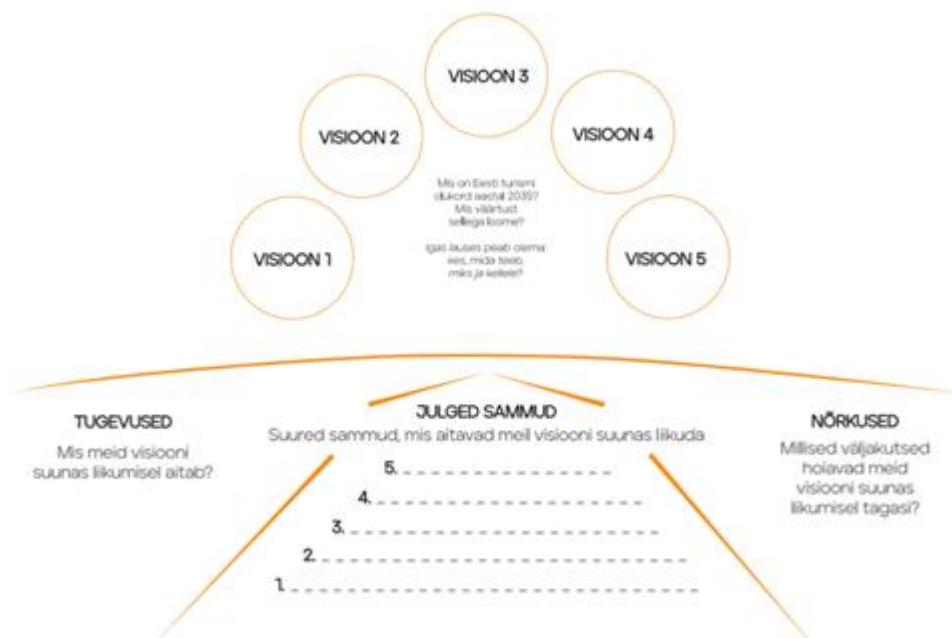 VISIOON 3
VISIOON 2
VISIOON 4
VISIOON 1
VISIOON 5
Mis on Eesti turismi
olukord aastal 2035?
Mis väärtust
sellega loome?
Igas lauses peab olema
kes, mida teeb,
miks ja kellele?
TUGEVUSED
Mis meid visiooni
suunas liikumisel aitab?
JULGED SAMMUD
Suured sammud, mis aitavad meil visiooni suunas liikuda
5.
4.
3.
2.
1.
NÕRKUSED
Millised väljakutsed
hoiavad meid
visiooni suunas
liikumisel tagasi?